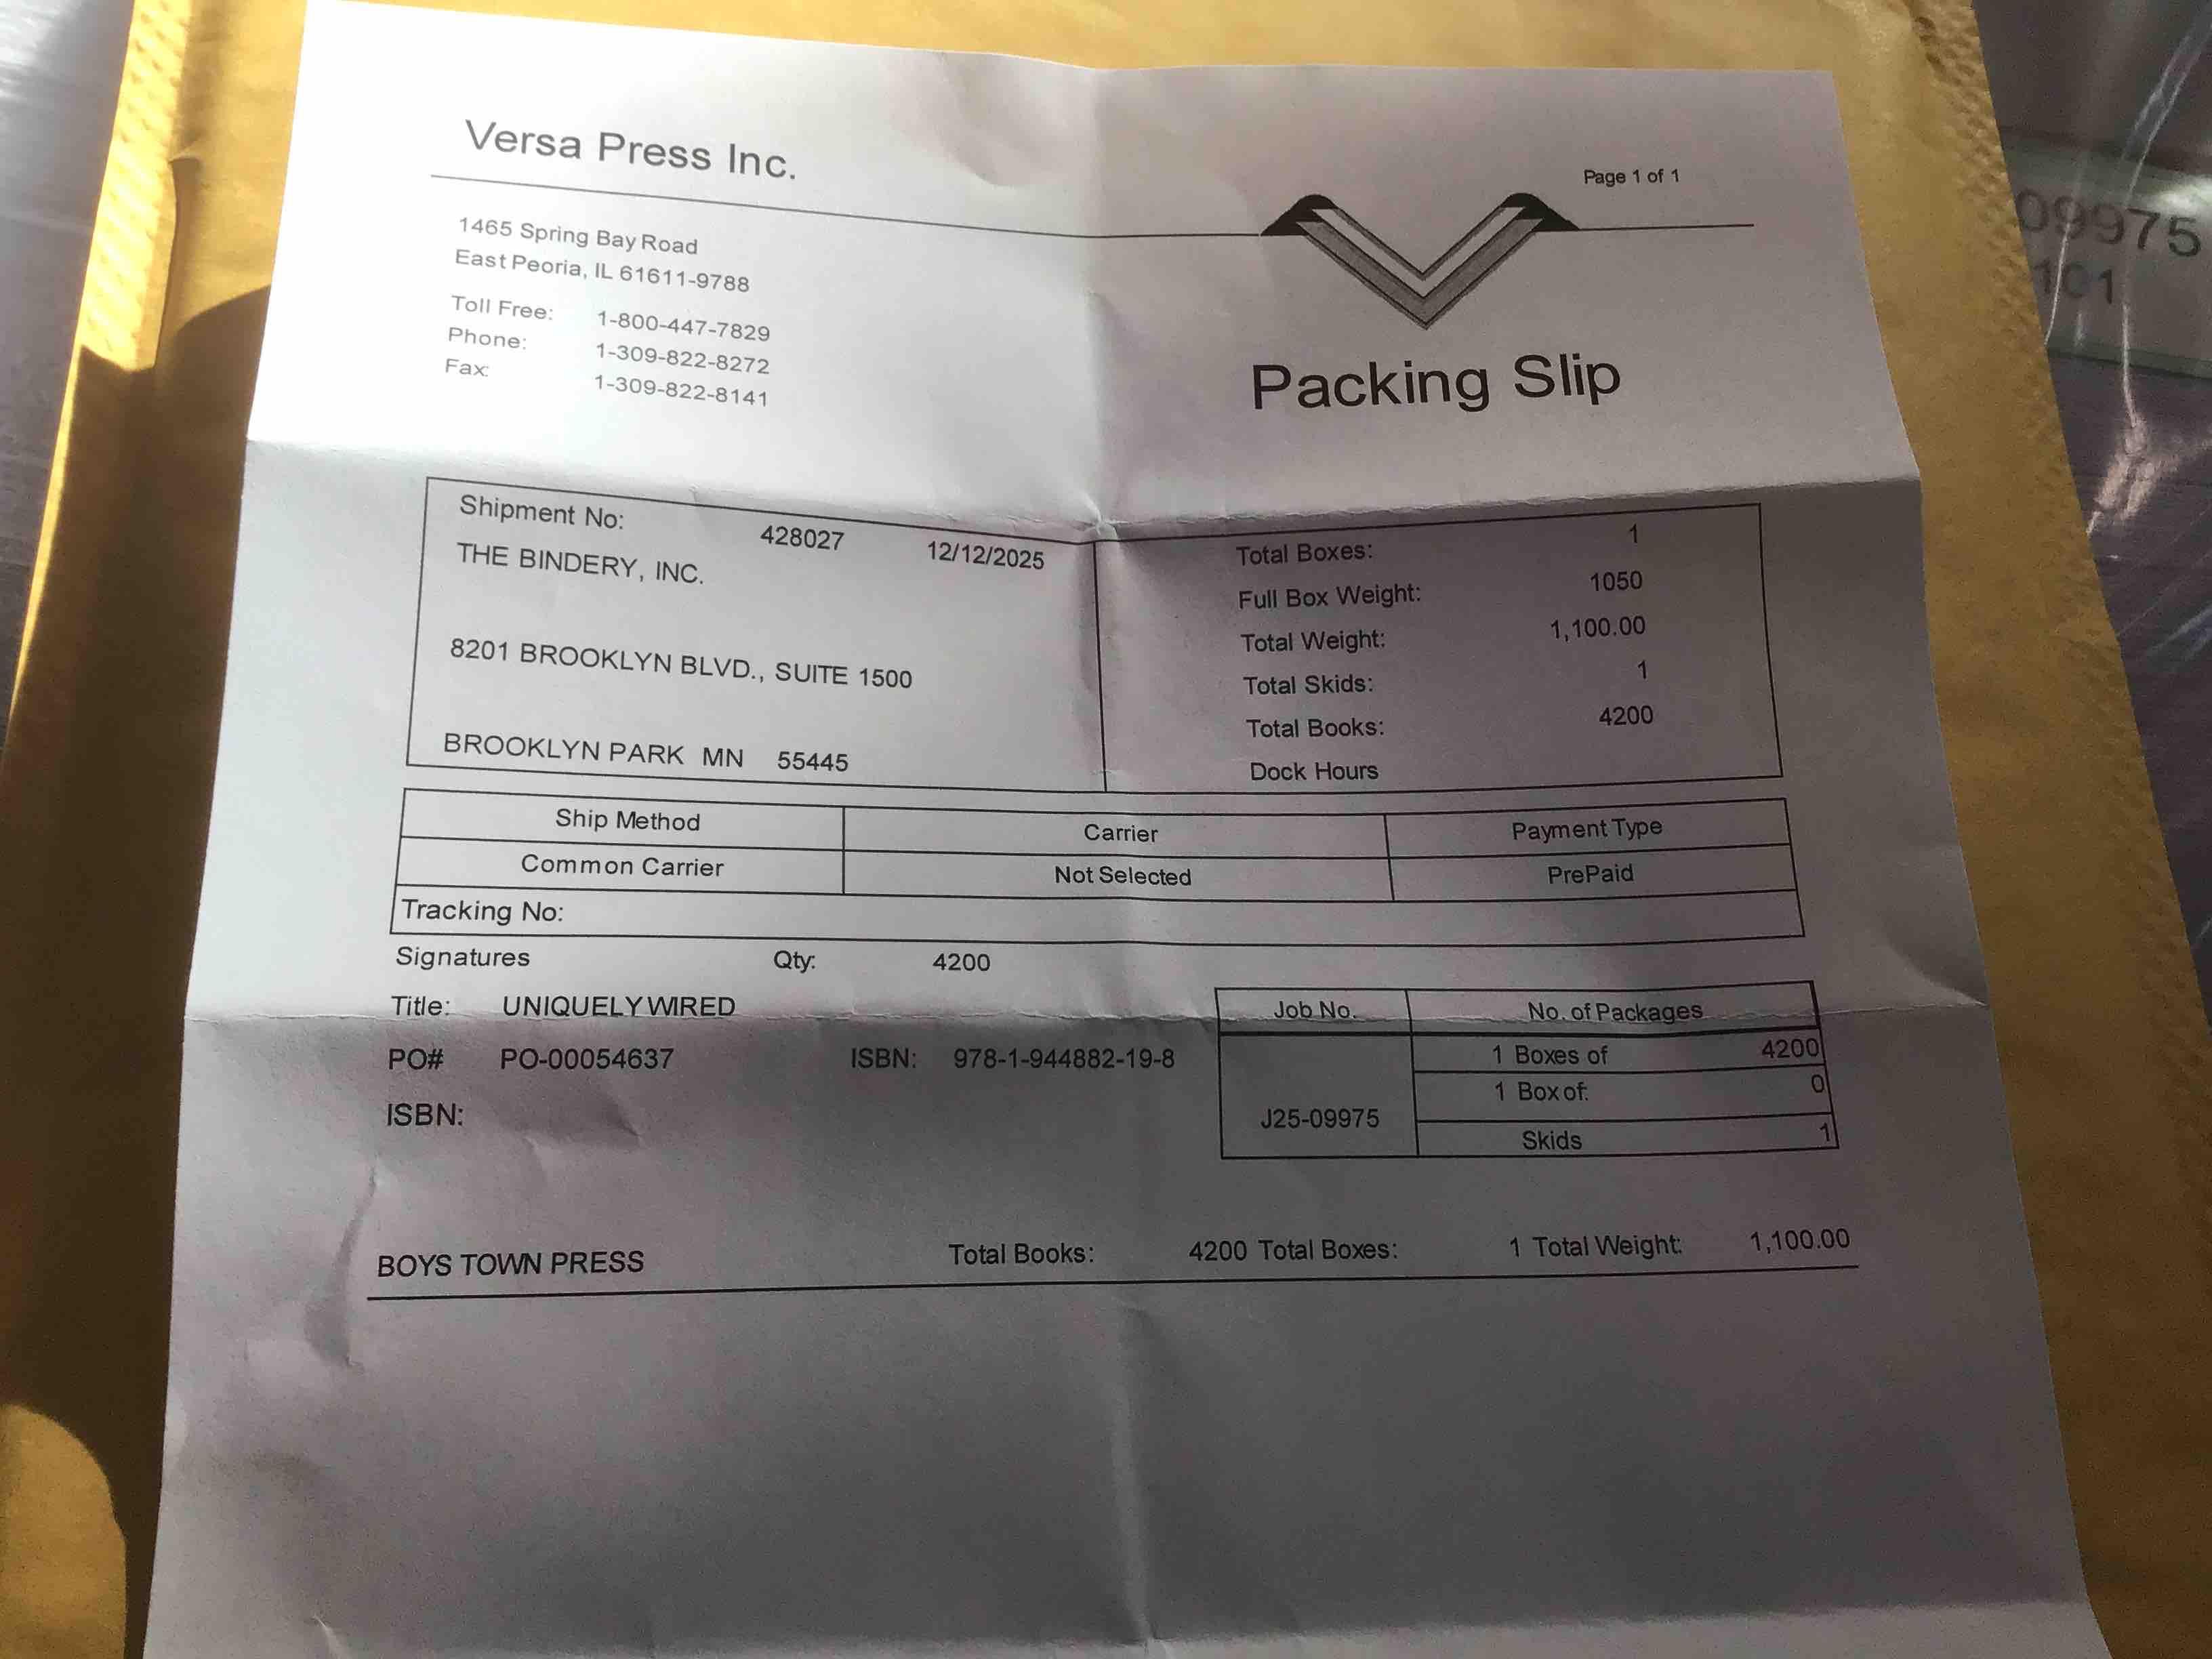 Versa Press Inc.
Page 1 of 1
1465 Spring Bay Road
East Peoria, IL 61611-9788
Toll Free: 1-800-447-7829
Phone: 1-309-822-8272
Fax: 1-309-822-8141
Packing Slip
Shipment No: 428027 12/12/2025
THE BINDERY, INC.
8201 BROOKLYN BLVD., SUITE 1500
BROOKLYN PARK MN 55445
Total Boxes: 1
Full Box Weight: 1050
Total Weight: 1,100.00
Total Skids: 1
Total Books: 4200
Dock Hours
Ship Method Carrier Payment Type
Common Carrier Not Selected PrePaid
Tracking No:
Signatures Qty: 4200
Title: UNIQUELY WIRED
PO# PO-00054637 ISBN: 978-1-944882-19-8
ISBN:
Job No. No. of Packages
J25-09975
1 Boxes of 4200
1 Box of: 0
Skids 1
BOYS TOWN PRESS Total Books: 4200 Total Boxes: 1 Total Weight: 1,100.00
09975
101